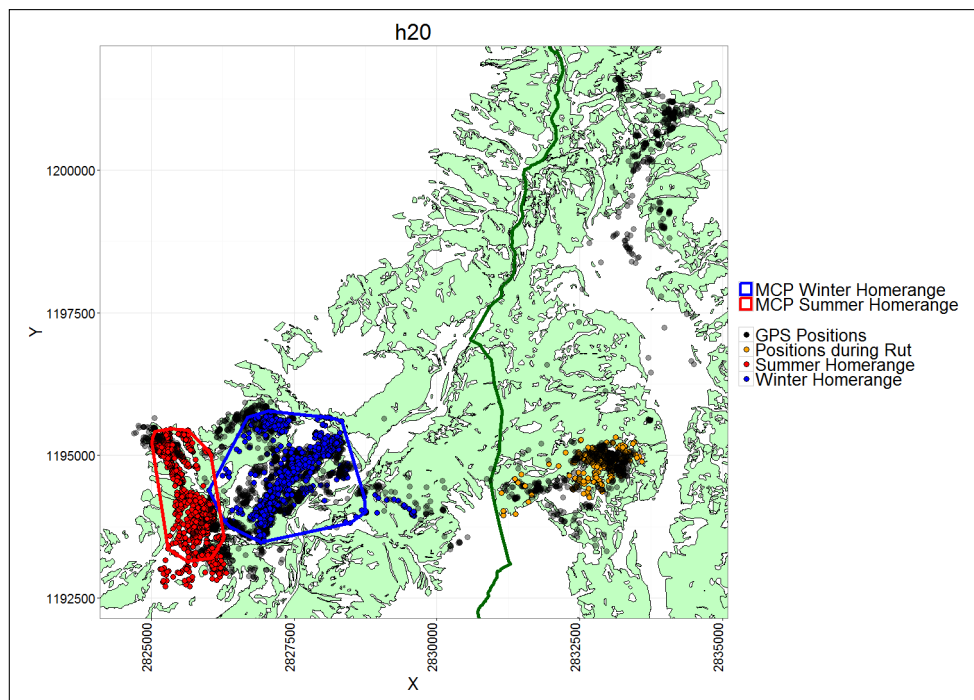 h20
1200000
1197500
1195000
1192500
Y
2825000
2827500
2830000
2832500
2835000
X
MCP Winter Homerange
MCP Summer Homerange
GPS Positions
Positions during Rut
Summer Homerange
Winter Homerange